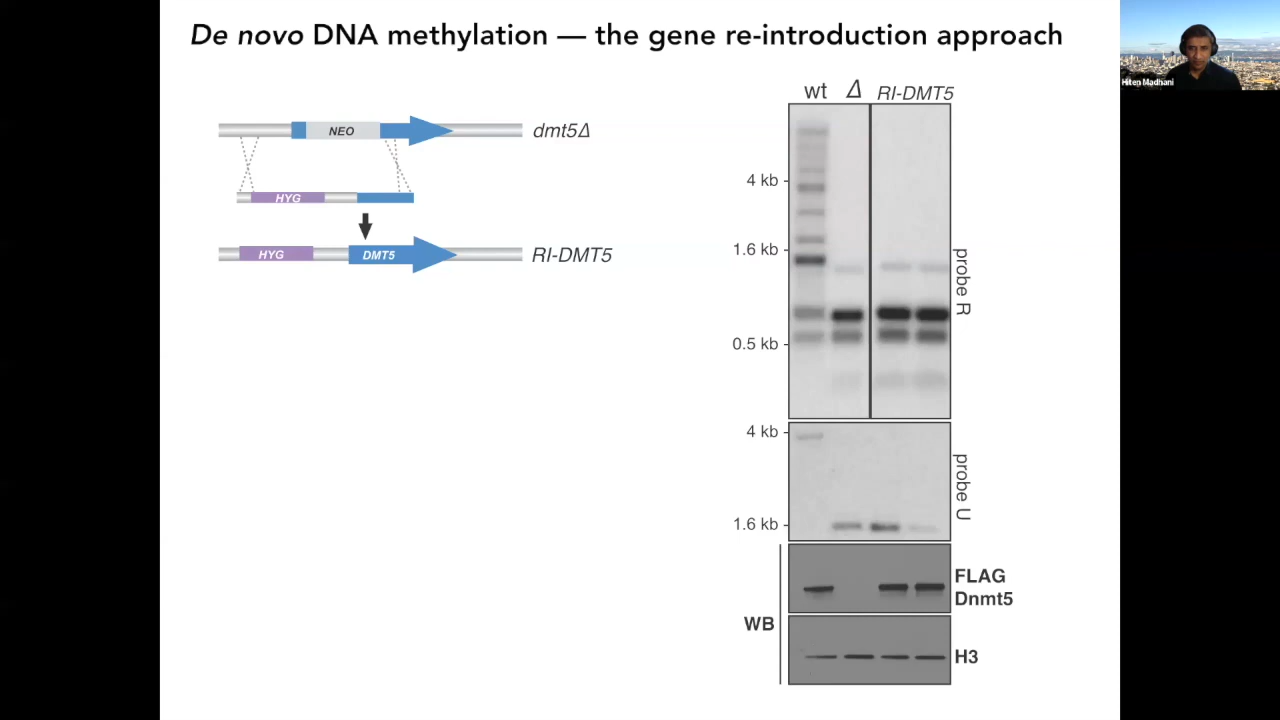 De novo DNA methylation — the gene re-introduction approach
Hiten Madhani
NEO
dmt5Δ
HYG
HYG
DMT5
RI-DMT5
wt Δ RI-DMT5
4 kb
1.6 kb
0.5 kb
probe R
4 kb
1.6 kb
probe U
WB
FLAG
Dnmt5
H3